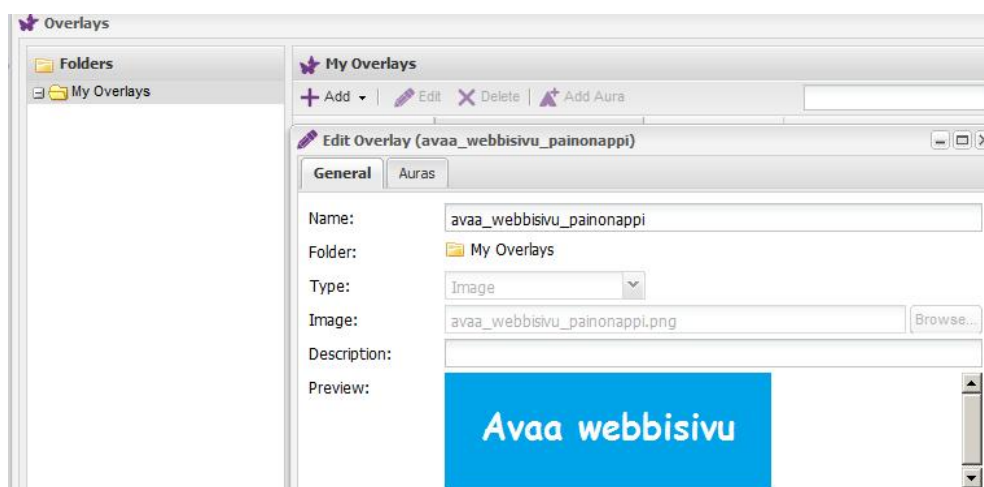 Overlays
Folders
My Overlays
My Overlays
Add Edit Delete Add Aura
Edit Overlay (avaa_webbisivu_painonappi)
General Auras
Name: avaa_webbisivu_painonappi
Folder: My Overlays
Type: Image
Image: avaa_webbisivu_painonappi.png Browse...
Description:
Preview:
Avaa webbisivu